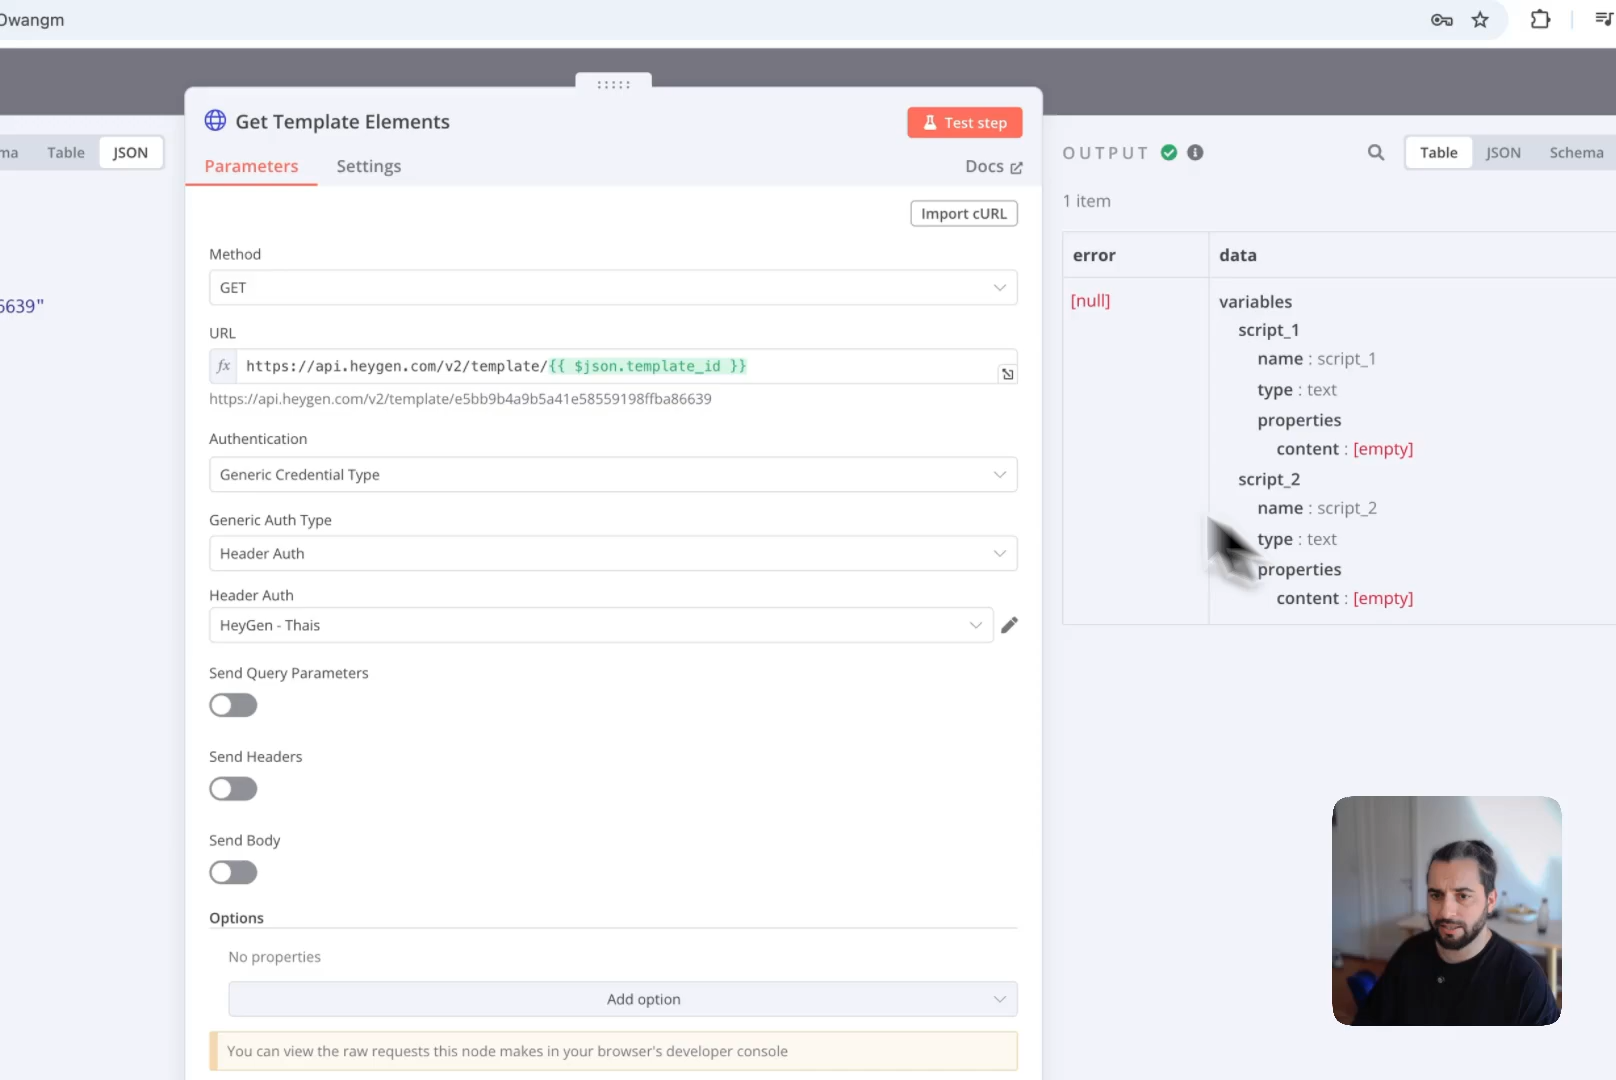 Owangm
Get Template Elements
Test step
Parameters
Settings
Docs
Import cURL
Method
GET
URL
fx
https://api.heygen.com/v2/template/{{ $json.template_id }}
https://api.heygen.com/v2/template/e5bb9b4a9b5a41e58559198ffba86639
Authentication
Generic Credential Type
Generic Auth Type
Header Auth
Header Auth
HeyGen - Thais
Send Query Parameters
Send Headers
Send Body
Options
No properties
Add option
You can view the raw requests this node makes in your browser's developer console
ma
Table
JSON
6639"
OUTPUT
Table
JSON
Schema
1 item
error
data
[null]
variables
script_1
name : script_1
type : text
properties
content : [empty]
script_2
name : script_2
type : text
properties
content : [empty]